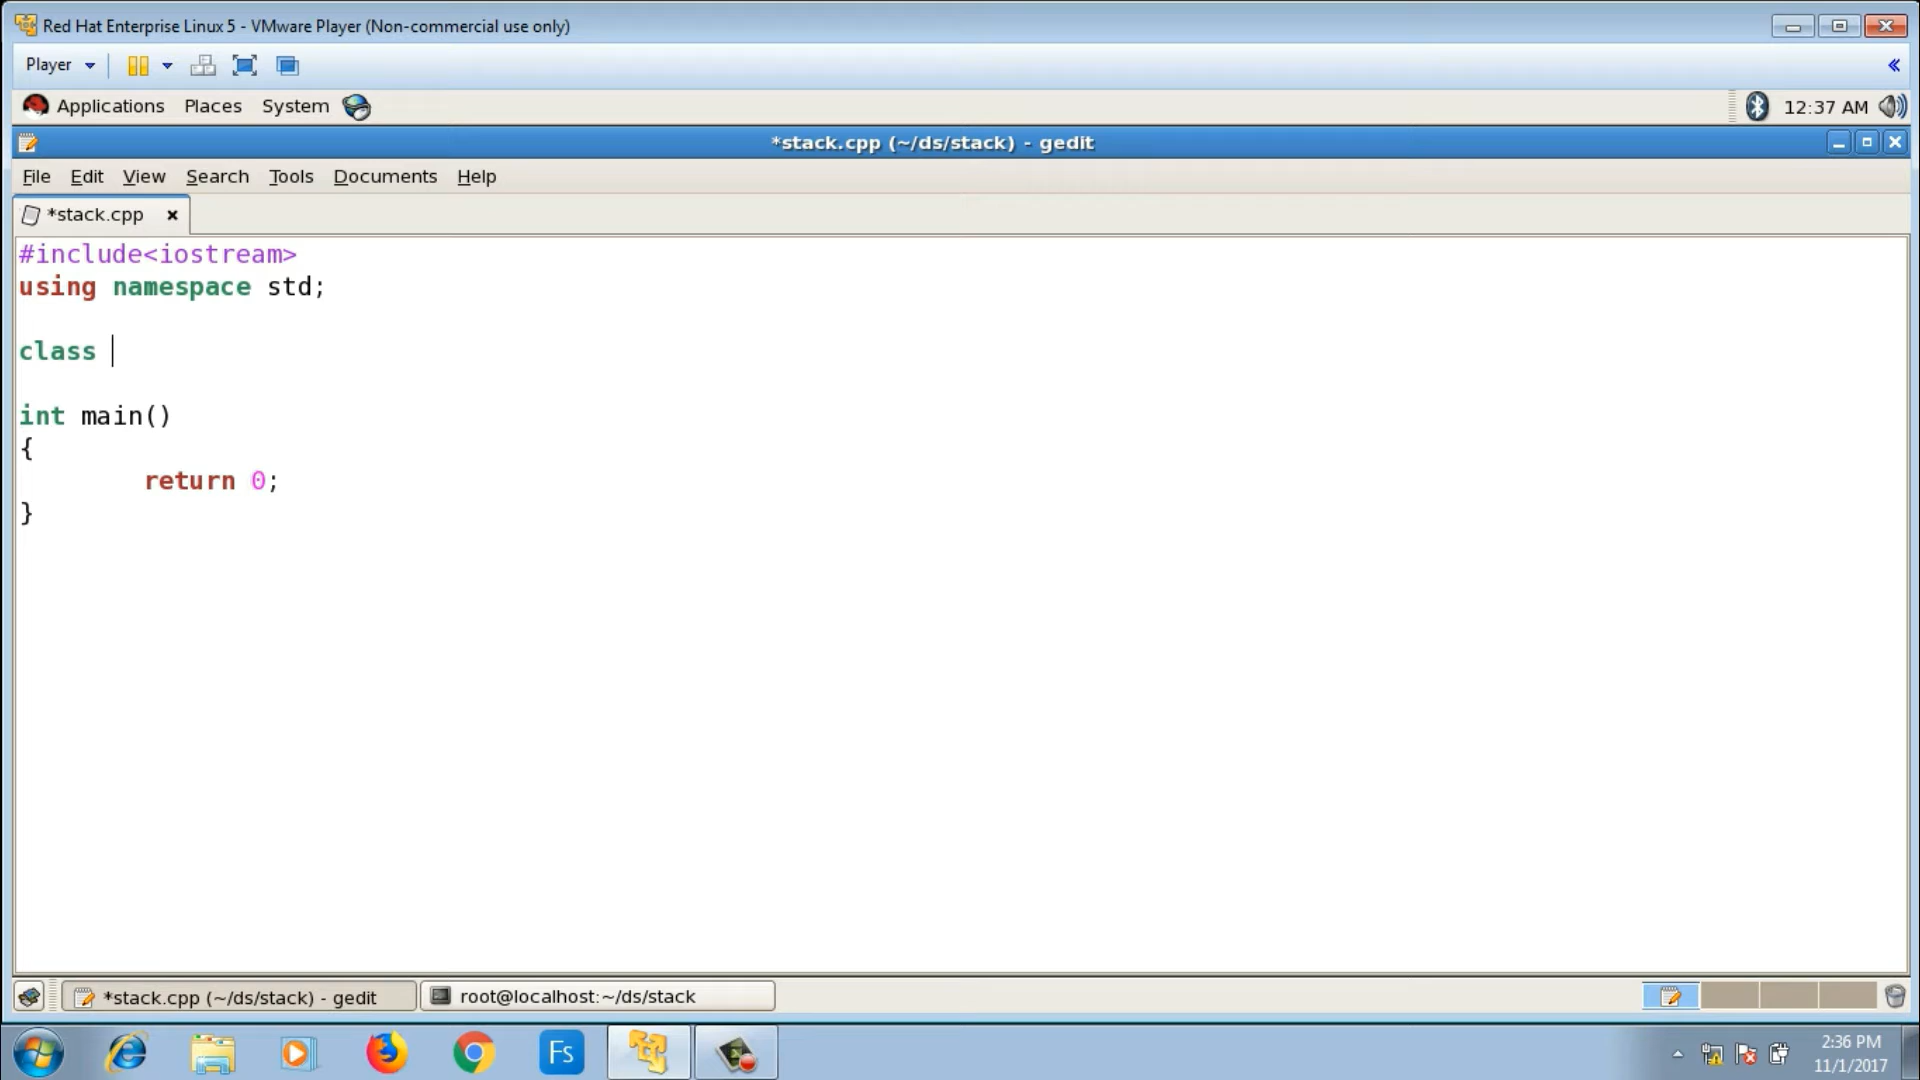 Red Hat Enterprise Linux 5 - VMware Player (Non-commercial use only)
Player
Applications Places System 12:37 AM
*stack.cpp (~/ds/stack) - gedit
File Edit View Search Tools Documents Help
*stack.cpp
#include<iostream>
using namespace std;
class
int main()
{
return 0;
}
*stack.cpp (~/ds/stack) - gedit root@localhost:~/ds/stack
Fs
2:36 PM
11/1/2017